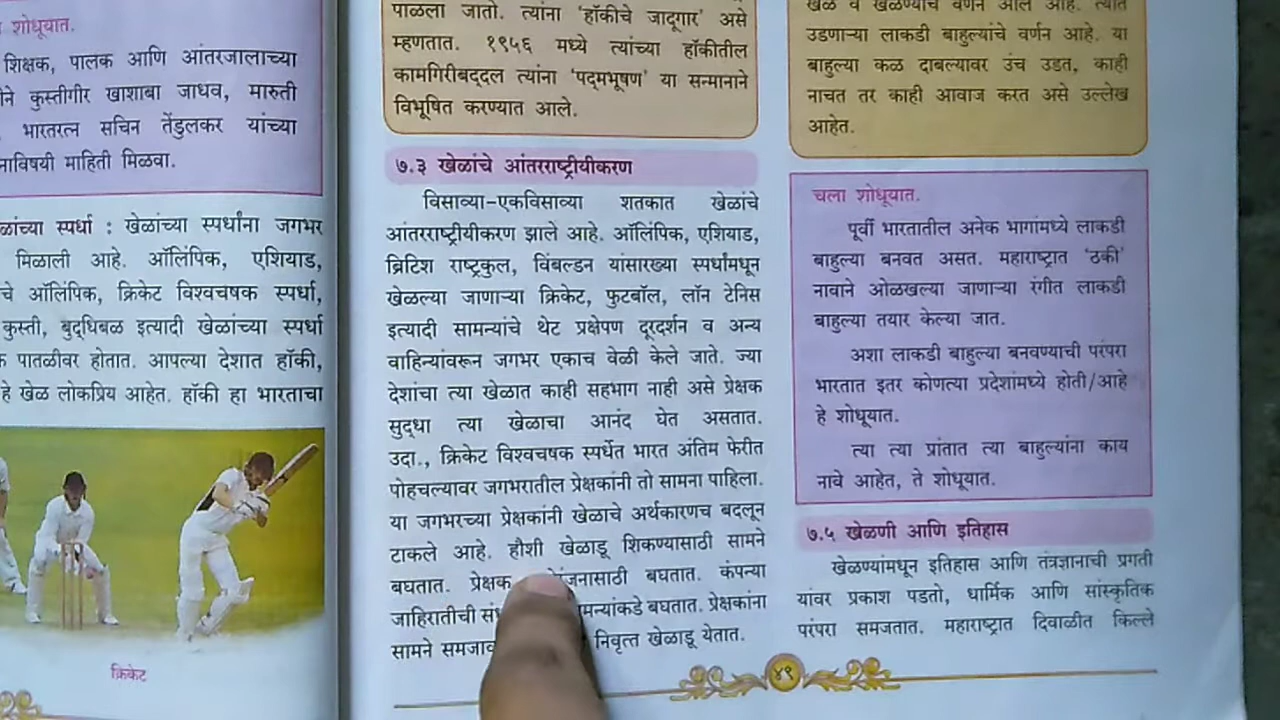 शोधूयात.
शिक्षक, पालक आणि आंतरजालाच्या
कुस्तीगीर खाशाबा जाधव, मारुती
भारतरत्न सचिन तेंडुलकर यांच्या
माहिती मिळवा.
स्पर्धा : खेळांच्या स्पर्धांना जगभर
मिळाली आहे. ऑलिंपिक, एशियाड,
ऑलिंपिक, क्रिकेट विश्वचषक स्पर्धा,
कुस्ती, बुद्धिबळ इत्यादी खेळांच्या स्पर्धा
पातळीवर होतात. आपल्या देशात हॉकी,
हे खेळ लोकप्रिय आहेत. हॉकी हा भारताचा
क्रिकेट
पाळला जातो. त्यांना ‘हॉकीचे जादूगार’ असे
म्हणतात. १९५६ मध्ये त्यांच्या हॉकीतील
कामगिरीबद्दल त्यांना ‘पद्मभूषण’ या सन्मानाने
विभूषित करण्यात आले.
७.३ खेळांचे आंतरराष्ट्रीयीकरण
विसाव्या-एकविसाव्या शतकात खेळांचे
आंतरराष्ट्रीयीकरण झाले आहे. ऑलिंपिक, एशियाड,
ब्रिटिश राष्ट्रकुल, विंबल्डन यांसारख्या स्पर्धांमधून
खेळल्या जाणाऱ्या क्रिकेट, फुटबॉल, लॉन टेनिस
इत्यादी सामन्यांचे थेट प्रक्षेपण दूरदर्शन व अन्य
वाहिन्यांवरून जगभर एकाच वेळी केले जाते. ज्या
देशांचा त्या खेळात काही सहभाग नाही असे प्रेक्षक
सुद्धा त्या खेळाचा आनंद घेत असतात.
उदा., क्रिकेट विश्वचषक स्पर्धेत भारत अंतिम फेरीत
पोहचल्यावर जगभरातील प्रेक्षकांनी तो सामना पाहिला.
या जगभरच्या प्रेक्षकांनी खेळाचे अर्थकारणच बदलून
टाकले आहे. हौशी खेळाडू शिकण्यासाठी सामने
बघतात. प्रेक्षक बघतात. कंपन्या
जाहिरातीची बघतात. प्रेक्षकांना
सामने निवृत्त खेळाडू येतात.
खेळ व खेळण्यांचे वर्णन आले आहे. त्यात
उडणाऱ्या लाकडी बाहुल्यांचे वर्णन आहे. या
बाहुल्या कळ दाबल्यावर उंच उडत, काही
नाचत तर काही आवाज करत असे उल्लेख
आहेत.
चला शोधूयात.
पूर्वी भारतातील अनेक भागांमध्ये लाकडी
बाहुल्या बनवत असत. महाराष्ट्रात ‘ठकी’
नावाने ओळखल्या जाणाऱ्या रंगीत लाकडी
बाहुल्या तयार केल्या जात.
अशा लाकडी बाहुल्या बनवण्याची परंपरा
भारतात इतर कोणत्या प्रदेशांमध्ये होती/आहे
हे शोधूयात.
त्या त्या प्रांतात त्या बाहुल्यांना काय
नावे आहेत, ते शोधूयात.
७.५ खेळणी आणि इतिहास
खेळण्यांमधून इतिहास आणि तंत्रज्ञानाची प्रगती
यांवर प्रकाश पडतो, धार्मिक आणि सांस्कृतिक
परंपरा समजतात. महाराष्ट्रात दिवाळीत किल्ले
४९